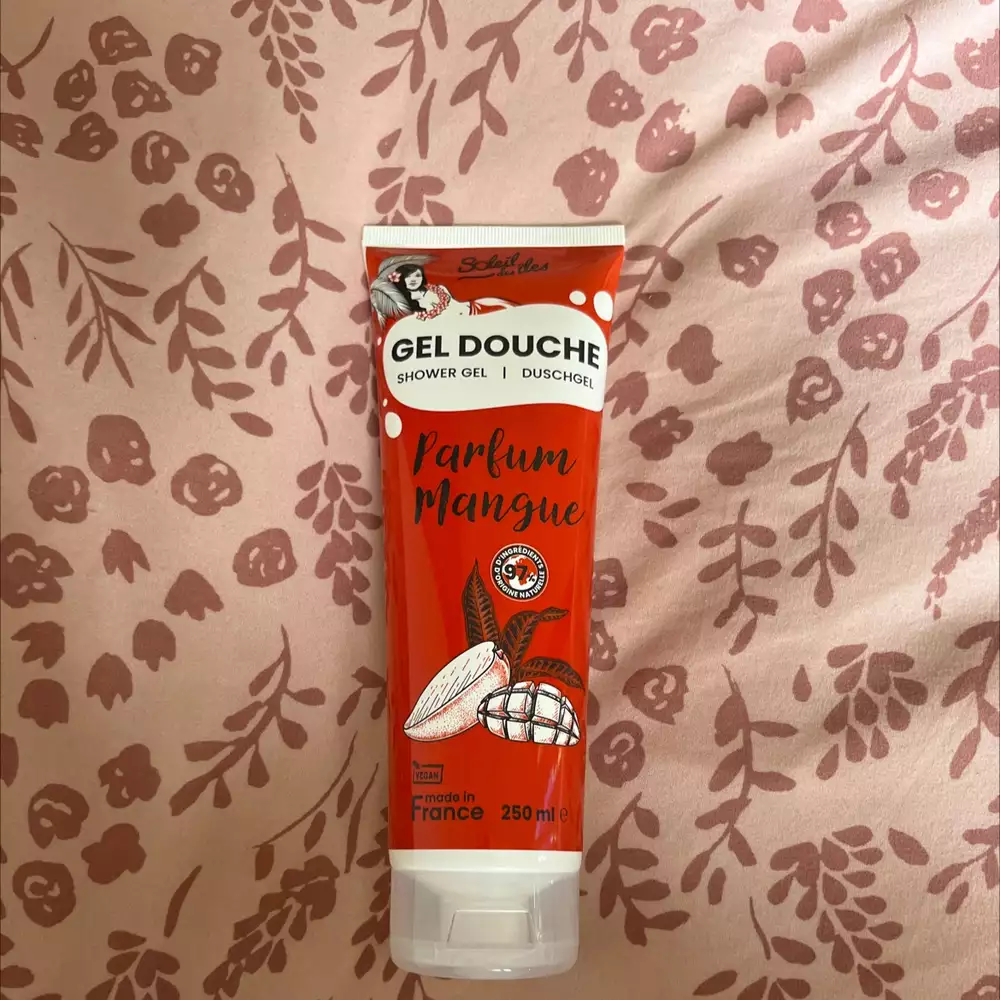 Soleil
des îles
GEL DOUCHE
SHOWER GEL | DUSCHGEL
Parfum
Mangue
D'INGRÉDIENTS
97%
D'ORIGINE NATURELLE
VEGAN
made in
France
250 ml e